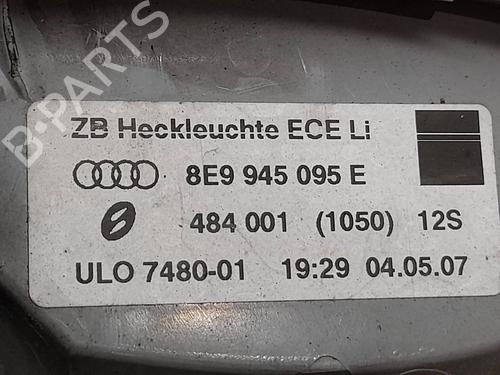 B-PARTS
ZB Heckleuchte ECE Li
8E9 945 095 E
8 484 001 (1050) 12S
ULO 7480-01 19:29 04.05.07